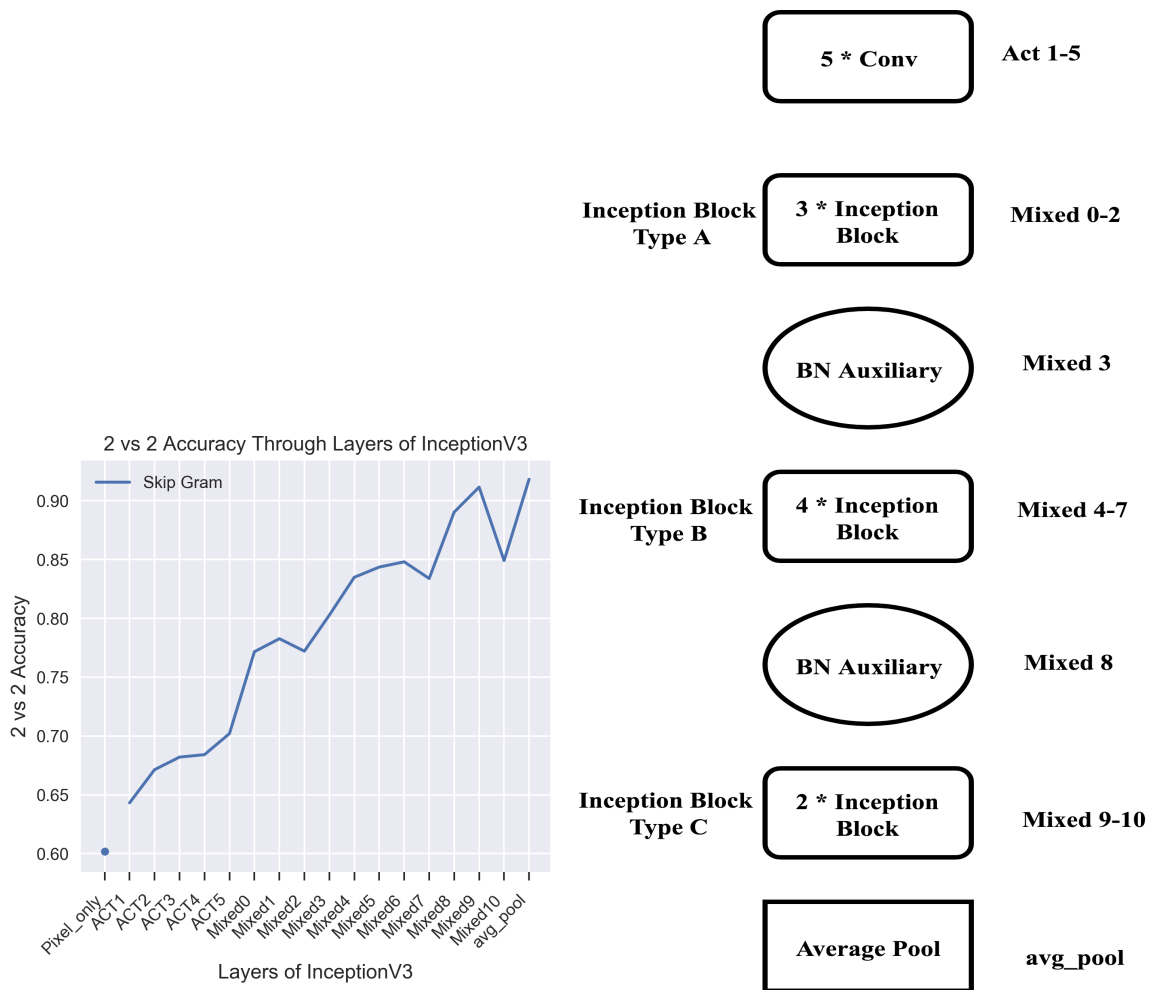 5 * Conv
Act 1-5
Inception Block
Type A
3 * Inception
Block
Mixed 0-2
BN Auxiliary
Mixed 3
Inception Block
Type B
4 * Inception
Block
Mixed 4-7
BN Auxiliary
Mixed 8
Inception Block
Type C
2 * Inception
Block
Mixed 9-10
Average Pool
avg_pool
2 vs 2 Accuracy Through Layers of InceptionV3
Skip Gram
2 vs 2 Accuracy
0.90
0.85
0.80
0.75
0.70
0.65
0.60
Pixel_only
ACT1
ACT2
ACT3
ACT4
ACT5
Mixed0
Mixed1
Mixed2
Mixed3
Mixed4
Mixed5
Mixed6
Mixed7
Mixed8
Mixed9
Mixed10
avg_pool
Layers of InceptionV3